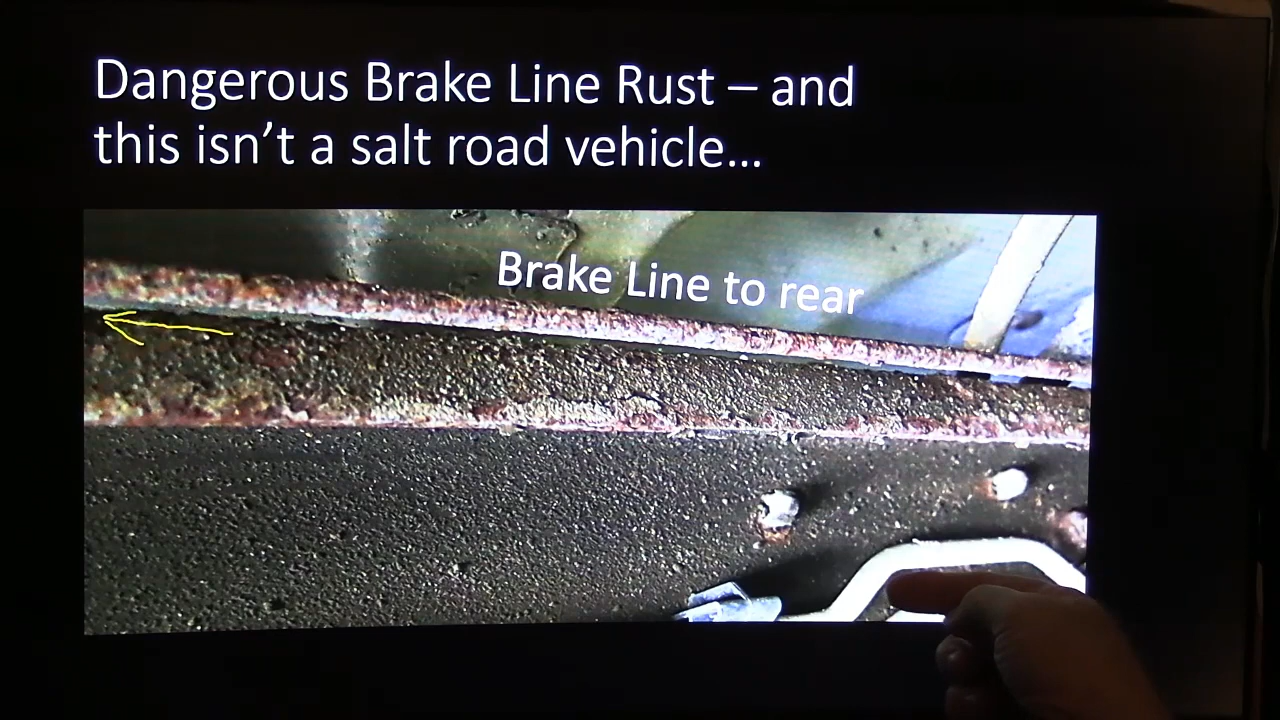 Dangerous Brake Line Rust – and
this isn't a salt road vehicle...
Brake Line to rear